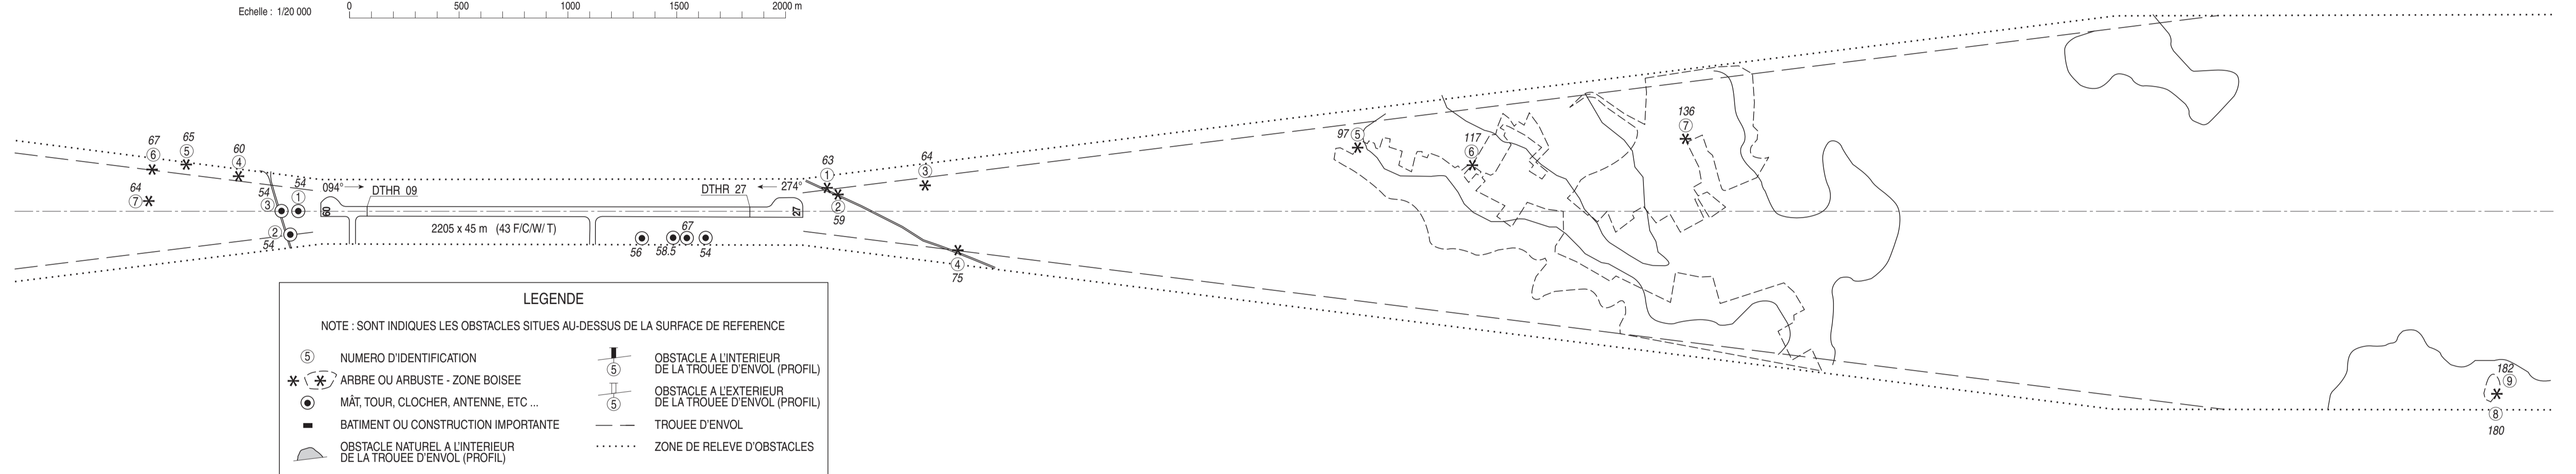 Echelle : 1/20 000
0 500 1000 1500 2000 m
67
6
65
5
60
4
64
7
54
3
54
1
2
54
094°
DTHR 09
DTHR 27
274°
09
27
2205 x 45 m (43 F/C/W/ T)
56
58.5
67
54
63
1
2
59
64
3
4
75
97
5
117
6
136
7
182
9
8
180
LEGENDE
NOTE : SONT INDIQUES LES OBSTACLES SITUES AU-DESSUS DE LA SURFACE DE REFERENCE
5 NUMERO D'IDENTIFICATION
ARBRE OU ARBUSTE - ZONE BOISEE
MÂT, TOUR, CLOCHER, ANTENNE, ETC ...
BATIMENT OU CONSTRUCTION IMPORTANTE
OBSTACLE NATUREL A L'INTERIEUR
DE LA TROUEE D'ENVOL (PROFIL)
5
OBSTACLE A L'INTERIEUR
DE LA TROUEE D'ENVOL (PROFIL)
5
OBSTACLE A L'EXTERIEUR
DE LA TROUEE D'ENVOL (PROFIL)
TROUEE D'ENVOL
ZONE DE RELEVE D'OBSTACLES